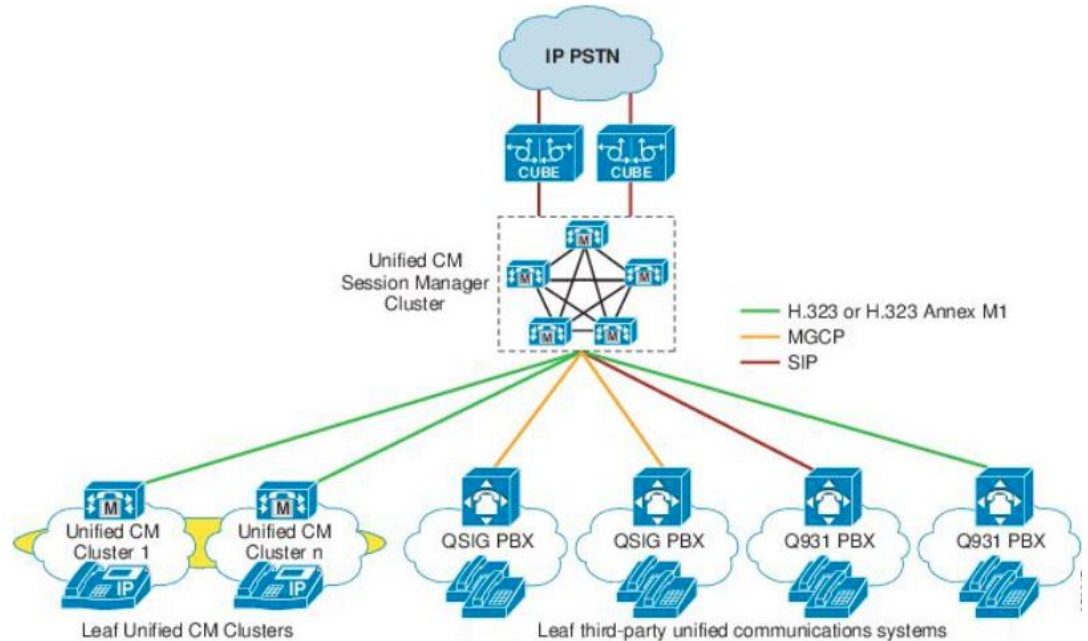 IP PSTN
CUBE
CUBE
Unified CM
Session Manager
Cluster
M
M
M
M
M
H.323 or H.323 Annex M1
MGCP
SIP
M
M
Unified CM
Cluster 1
Unified CM
Cluster n
QSIG PBX
QSIG PBX
Q931 PBX
Q931 PBX
IP
IP
Leaf Unified CM Clusters
Leaf third-party unified communications systems